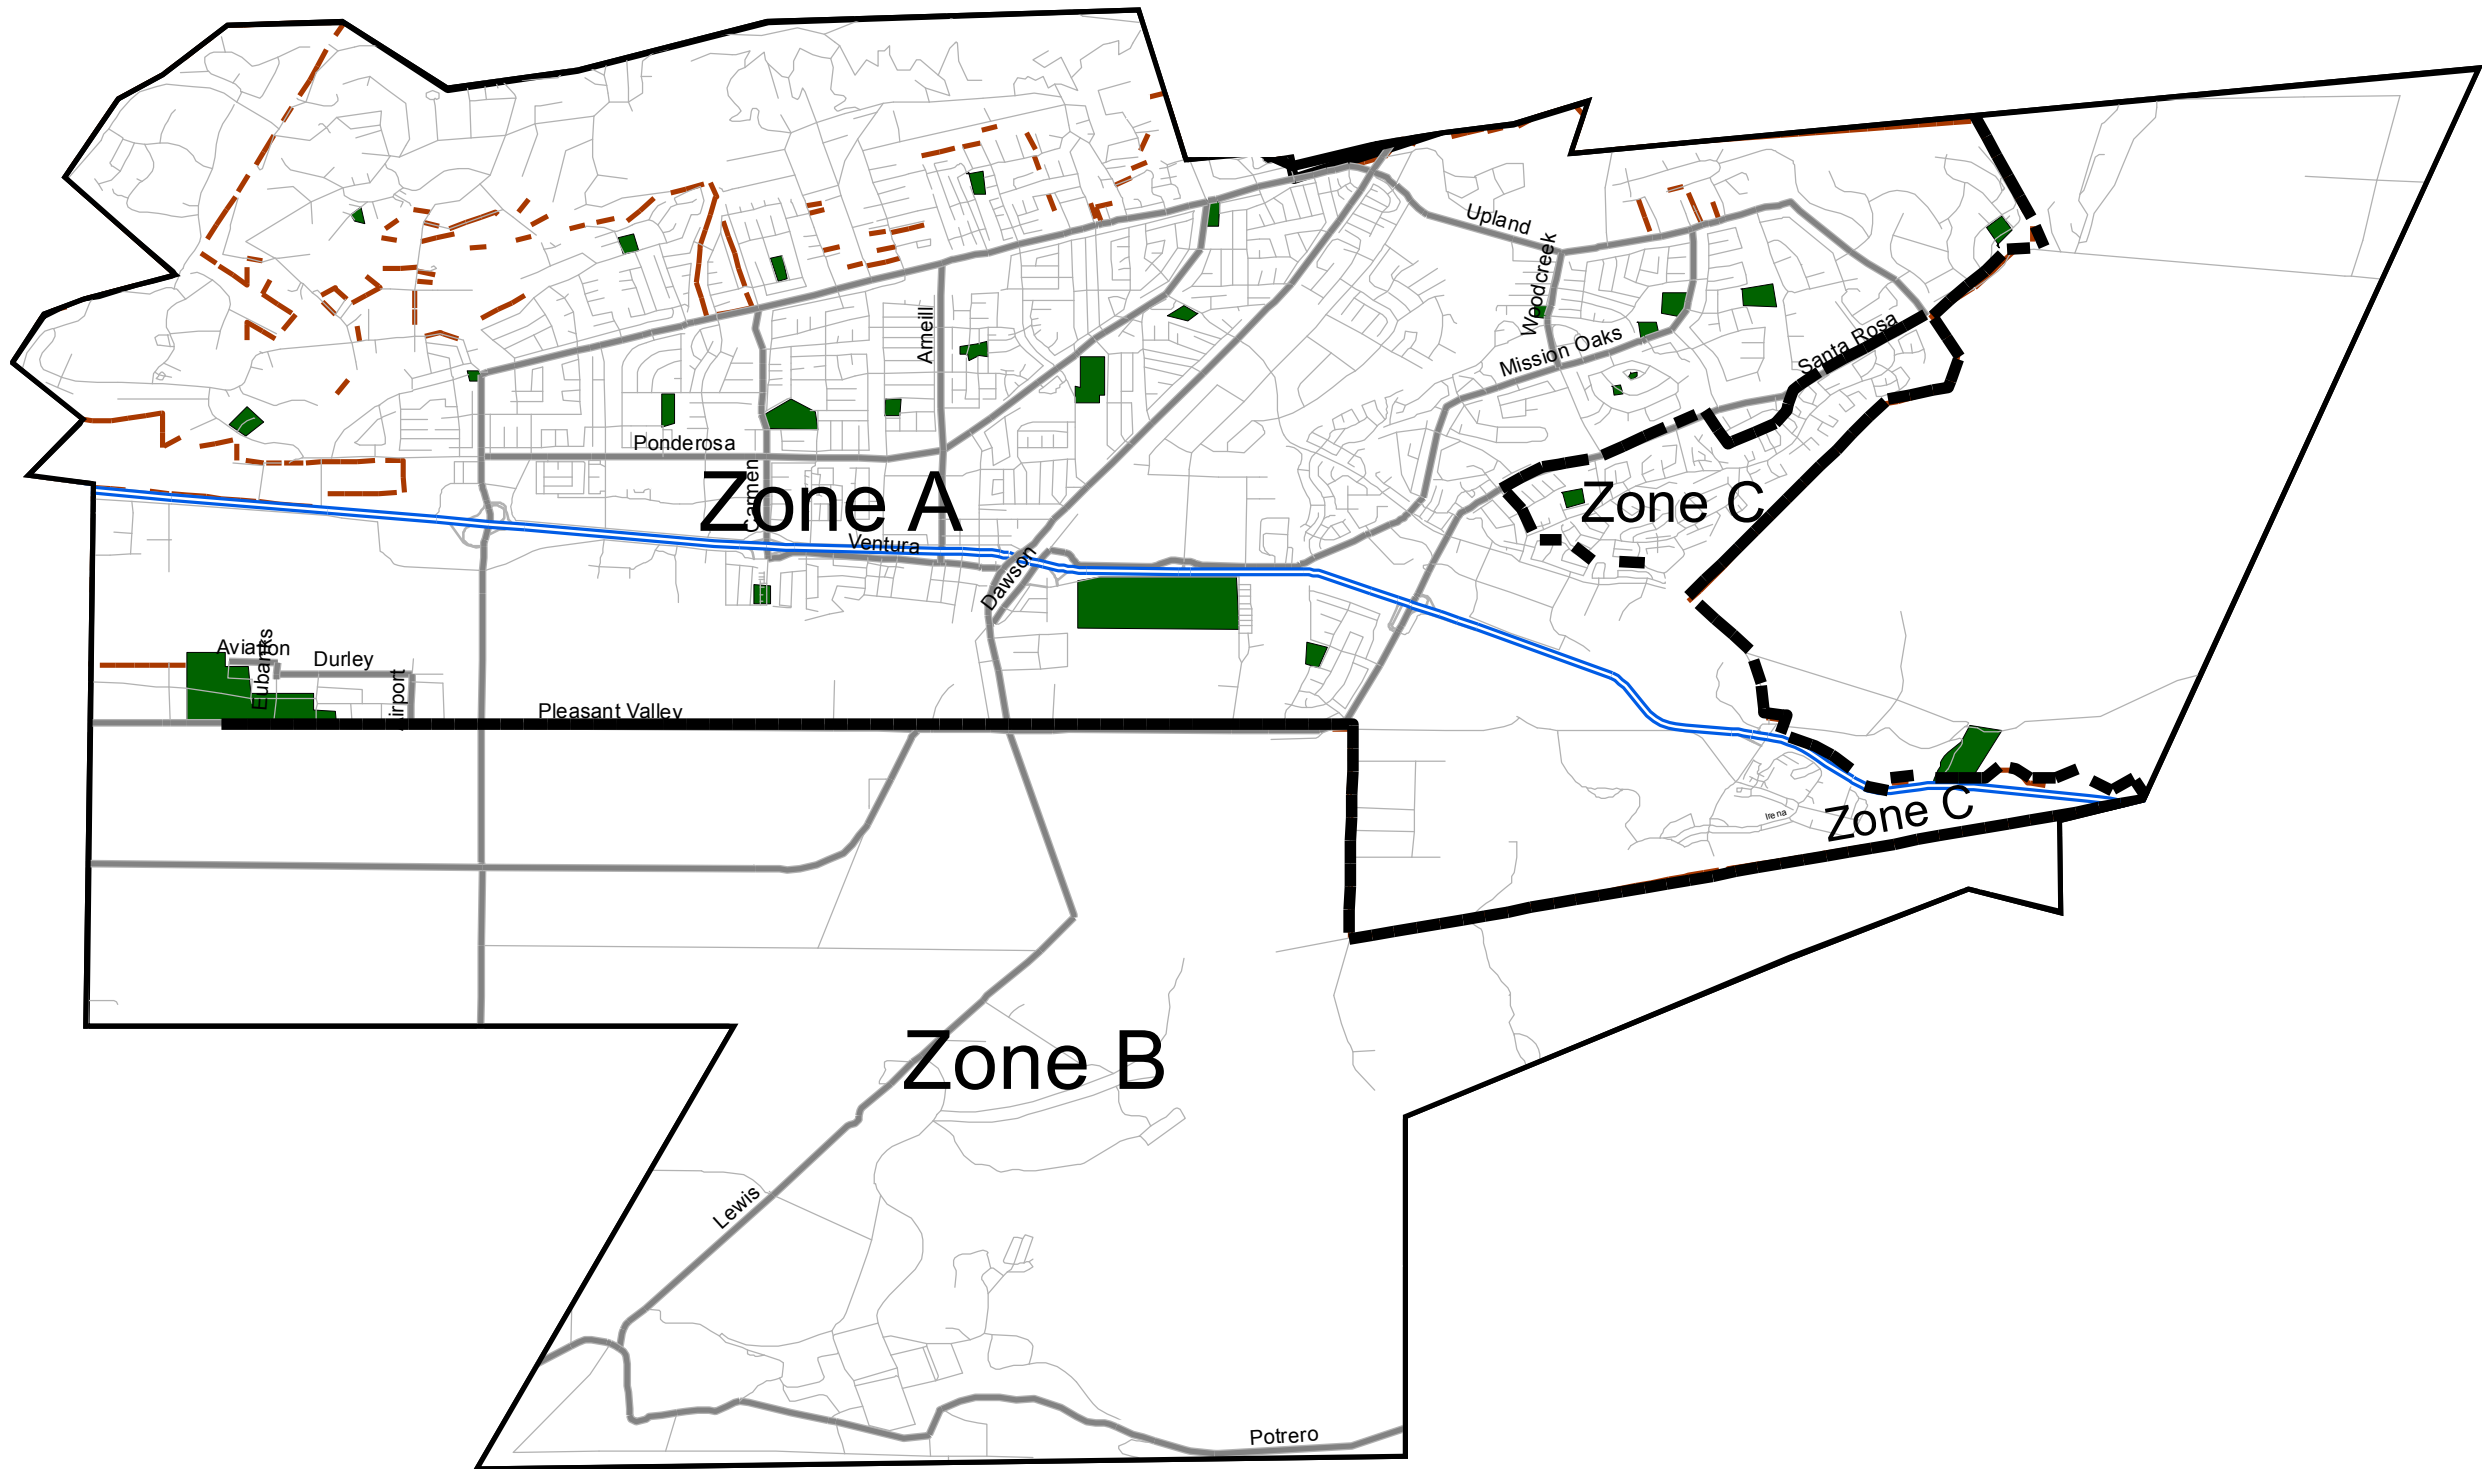 Upland
Woodcreek
Arneill
Mission Oaks
Santa Rosa
Ponderosa
Carmen
Zone A
Zone C
Ventura
Dawson
Aviation
Eubanks
Durley
Airport
Pleasant Valley
Irena
Zone C
Zone B
Lewis
Potrero